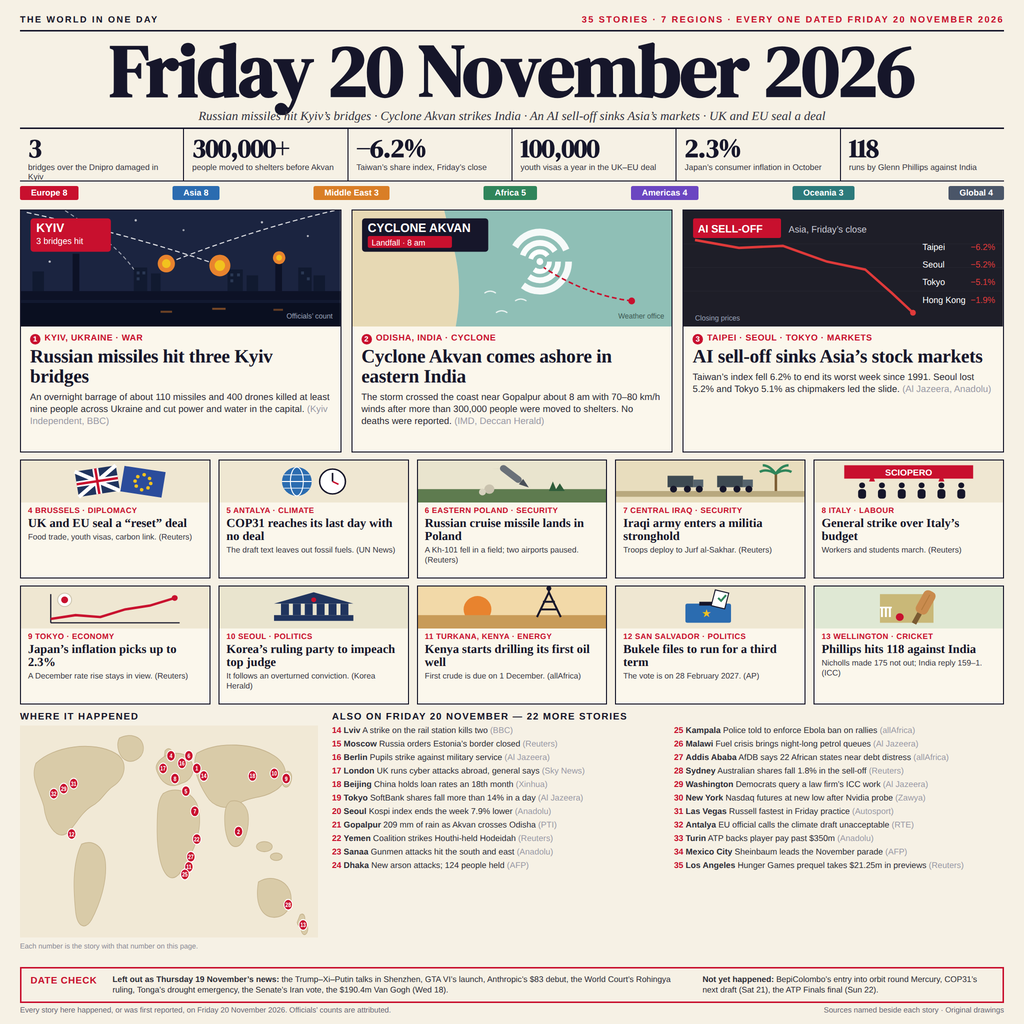 THE WORLD IN ONE DAY
35 STORIES · 7 REGIONS · EVERY ONE DATED FRIDAY 20 NOVEMBER 2026
Friday 20 November 2026
Russian missiles hit Kyiv's bridges · Cyclone Akvan strikes India · An AI sell-off sinks Asia's markets · UK and EU seal a deal
3
bridges over the Dnipro damaged in
Kyiv
300,000+
people moved to shelters before Akvan
−6.2%
Taiwan's share index, Friday's close
100,000
youth visas a year in the UK–EU deal
2.3%
Japan's consumer inflation in October
118
runs by Glenn Phillips against India
Europe 8
Asia 8
Middle East 3
Africa 5
Americas 4
Oceania 3
Global 4
KYIV
3 bridges hit
Officials' count
1 KYIV, UKRAINE · WAR
Russian missiles hit three Kyiv
bridges
An overnight barrage of about 110 missiles and 400 drones killed at least
nine people across Ukraine and cut power and water in the capital. (Kyiv
Independent, BBC)
CYCLONE AKVAN
Landfall · 8 am
Weather office
2 ODISHA, INDIA · CYCLONE
Cyclone Akvan comes ashore in
eastern India
The storm crossed the coast near Gopalpur about 8 am with 70–80 km/h
winds after more than 300,000 people were moved to shelters. No
deaths were reported. (IMD, Deccan Herald)
AI SELL-OFF
Asia, Friday's close
Taipei −6.2%
Seoul −5.2%
Tokyo −5.1%
Hong Kong −1.9%
Closing prices
3 TAIPEI · SEOUL · TOKYO · MARKETS
AI sell-off sinks Asia's stock markets
Taiwan's index fell 6.2% to end its worst week since 1991. Seoul lost
5.2% and Tokyo 5.1% as chipmakers led the slide. (Al Jazeera, Anadolu)
4 BRUSSELS · DIPLOMACY
UK and EU seal a "reset" deal
Food trade, youth visas, carbon link. (Reuters)
5 ANTALYA · CLIMATE
COP31 reaches its last day with
no deal
The draft text leaves out fossil fuels. (UN News)
6 EASTERN POLAND · SECURITY
Russian cruise missile lands in
Poland
A Kh-101 fell in a field; two airports paused.
(Reuters)
7 CENTRAL IRAQ · SECURITY
Iraqi army enters a militia
stronghold
Troops deploy to Jurf al-Sakhar. (Reuters)
SCIOPERO
8 ITALY · LABOUR
General strike over Italy's
budget
Workers and students march. (Reuters)
9 TOKYO · ECONOMY
Japan's inflation picks up to
2.3%
A December rate rise stays in view. (Reuters)
10 SEOUL · POLITICS
Korea's ruling party to impeach
top judge
It follows an overturned conviction. (Korea
Herald)
11 TURKANA, KENYA · ENERGY
Kenya starts drilling its first oil
well
First crude is due on 1 December. (allAfrica)
12 SAN SALVADOR · POLITICS
Bukele files to run for a third
term
The vote is on 28 February 2027. (AP)
13 WELLINGTON · CRICKET
Phillips hits 118 against India
Nicholls made 175 not out; India reply 159–1.
(ICC)
WHERE IT HAPPENED
Each number is the story with that number on this page.
ALSO ON FRIDAY 20 NOVEMBER — 22 MORE STORIES
14 Lviv A strike on the rail station kills two (BBC)
15 Moscow Russia orders Estonia's border closed (Reuters)
16 Berlin Pupils strike against military service (Al Jazeera)
17 London UK runs cyber attacks abroad, general says (Sky News)
18 Beijing China holds loan rates an 18th month (Xinhua)
19 Tokyo SoftBank shares fall more than 14% in a day (Al Jazeera)
20 Seoul Kospi index ends the week 7.9% lower (Anadolu)
21 Gopalpur 209 mm of rain as Akvan crosses Odisha (PTI)
22 Yemen Coalition strikes Houthi-held Hodeidah (Reuters)
23 Sanaa Gunmen attacks hit the south and east (Anadolu)
24 Dhaka New arson attacks; 124 people held (AFP)
25 Kampala Police told to enforce Ebola ban on rallies (allAfrica)
26 Malawi Fuel crisis brings night-long petrol queues (Al Jazeera)
27 Addis Ababa AfDB says 22 African states near debt distress (allAfrica)
28 Sydney Australian shares fall 1.8% in the sell-off (Reuters)
29 Washington Democrats query a law firm's ICC work (Al Jazeera)
30 New York Nasdaq futures at new low after Nvidia probe (Zawya)
31 Las Vegas Russell fastest in Friday practice (Autosport)
32 Antalya EU official calls the climate draft unacceptable (RTE)
33 Turin ATP backs player pay past $350m (Anadolu)
34 Mexico City Sheinbaum leads the November parade (AFP)
35 Los Angeles Hunger Games prequel takes $21.25m in previews (Reuters)
DATE CHECK
Left out as Thursday 19 November's news: the Trump–Xi–Putin talks in Shenzhen, GTA VI's launch, Anthropic's $83 debut, the World Court's Rohingya
ruling, Tonga's drought emergency, the Senate's Iran vote, the $190.4m Van Gogh (Wed 18).
Not yet happened: BepiColombo's entry into orbit round Mercury, COP31's
next draft (Sat 21), the ATP Finals final (Sun 22).
Every story here happened, or was first reported, on Friday 20 November 2026. Officials' counts are attributed.
Sources named beside each story · Original drawings